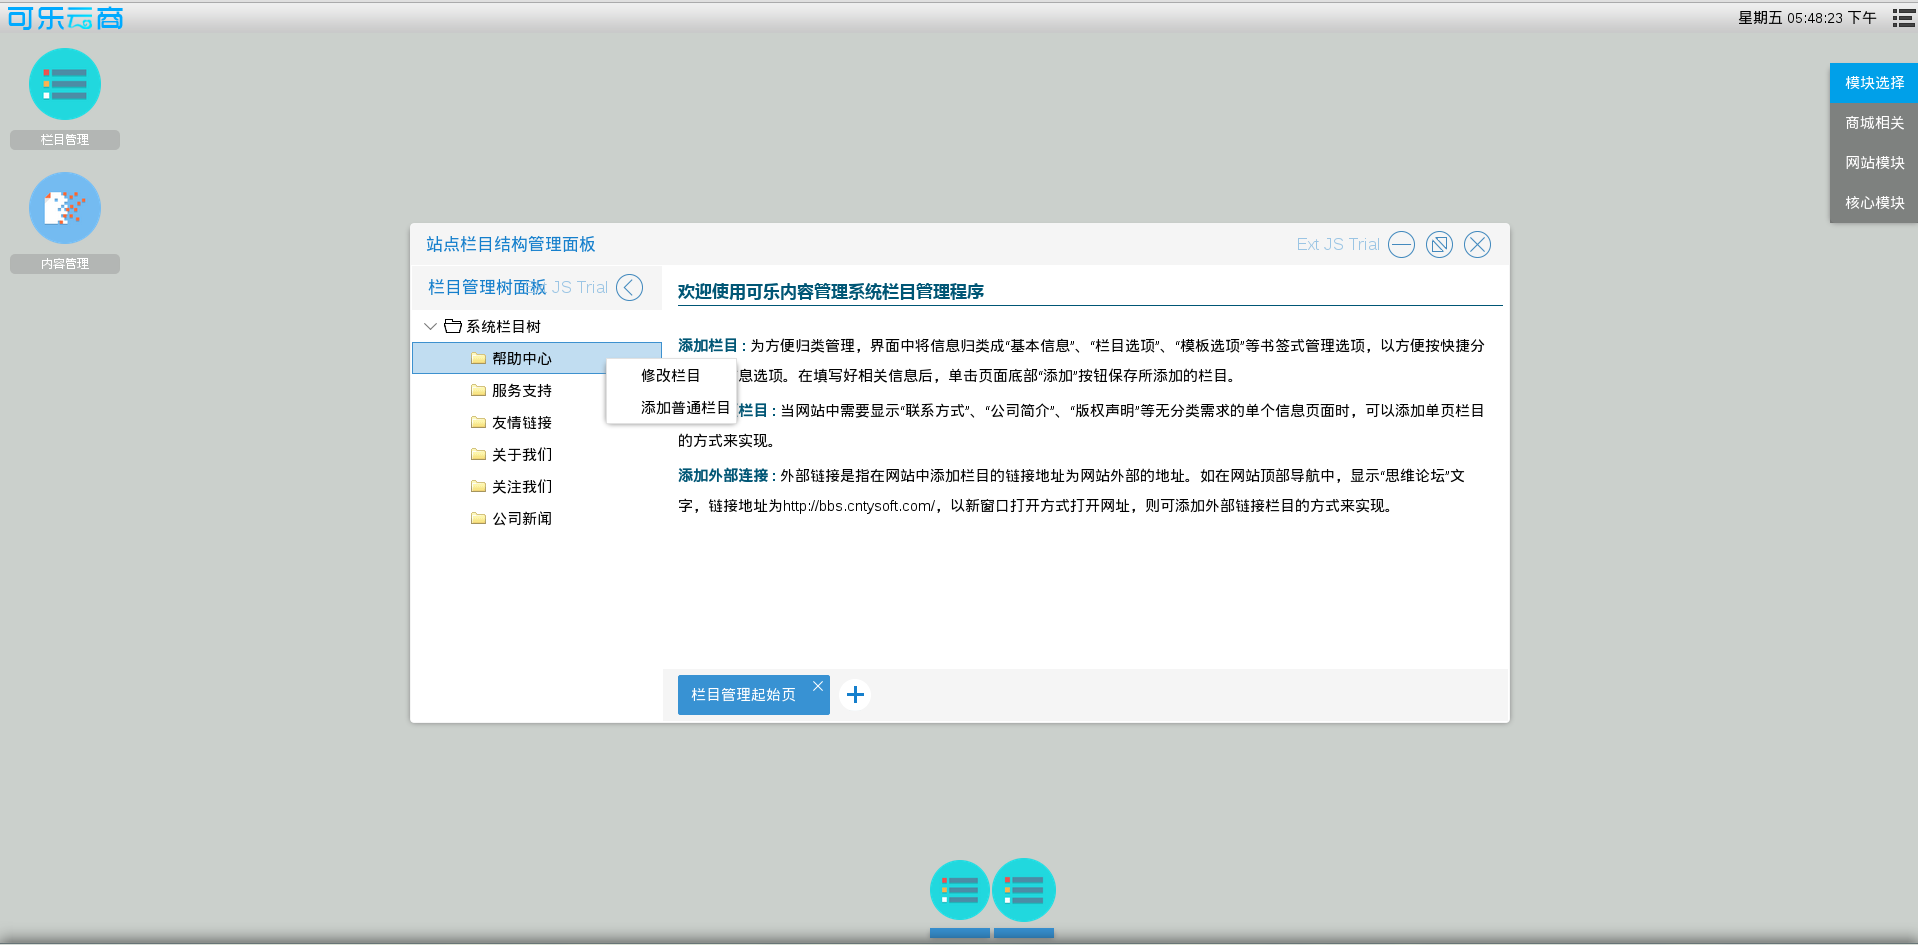 可乐云商
星期五 05:48:23 下午
栏目管理
内容管理
模块选择
商城相关
网站模块
核心模块
站点栏目结构管理面板
Ext JS Trial
栏目管理树面板
JS Trial
系统栏目树
帮助中心
服务支持
友情链接
关于我们
关注我们
公司新闻
修改栏目
添加普通栏目
欢迎使用可乐内容管理系统栏目管理程序
添加栏目 : 为方便归类管理，界面中将信息归类成“基本信息”、“栏目选项”、“模板选项”等书签式管理选项，以方便按快捷分
息选项。在填写好相关信息后，单击页面底部“添加”按钮保存所添加的栏目。
栏目 : 当网站中需要显示“联系方式”、“公司简介”、“版权声明”等无分类需求的单个信息页面时，可以添加单页栏目
的方式来实现。
添加外部连接 : 外部链接是指在网站中添加栏目的链接地址为网站外部的地址。如在网站顶部导航中，显示“思维论坛”文
字，链接地址为http://bbs.cntysoft.com/，以新窗口打开方式打开网址，则可添加外部链接栏目的方式来实现。
栏目管理起始页